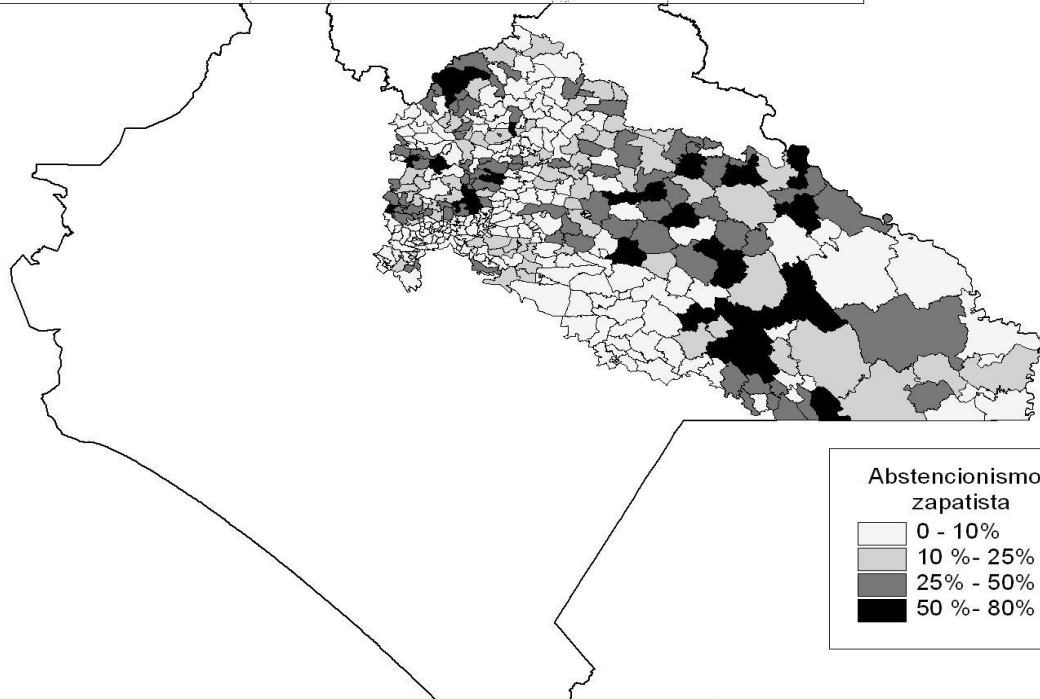 Abstencionismo
zapatista
0 - 10%
10 %- 25%
25% - 50%
50 %- 80%